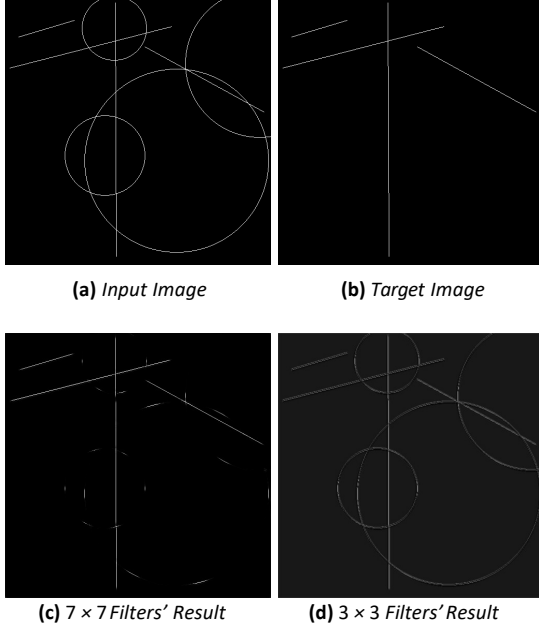 (a) Input Image
(b) Target Image
(c) 7 × 7 Filters’ Result
(d) 3 × 3 Filters’ Result